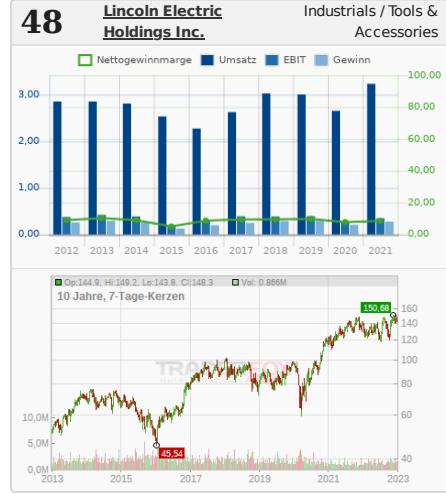 48
Lincoln Electric
Holdings Inc.
Industrials / Tools &
Accessories
Nettogewinnmarge Umsatz EBIT Gewinn
3,00
2,00
1,00
0,00
100,00
80,00
60,00
40,00
20,00
0,00
2012 2013 2014 2015 2016 2017 2018 2019 2020 2021
Op:144.9, Hi:149.2, Lo:143.8, Cl:148.3 Vol: 0.866M
10 Jahre, 7-Tage-Kerzen
150,68
160
140
120
100
80
60
40
10,0M
5,0M
0,0M
45,54
2013 2015 2017 2019 2021 2023